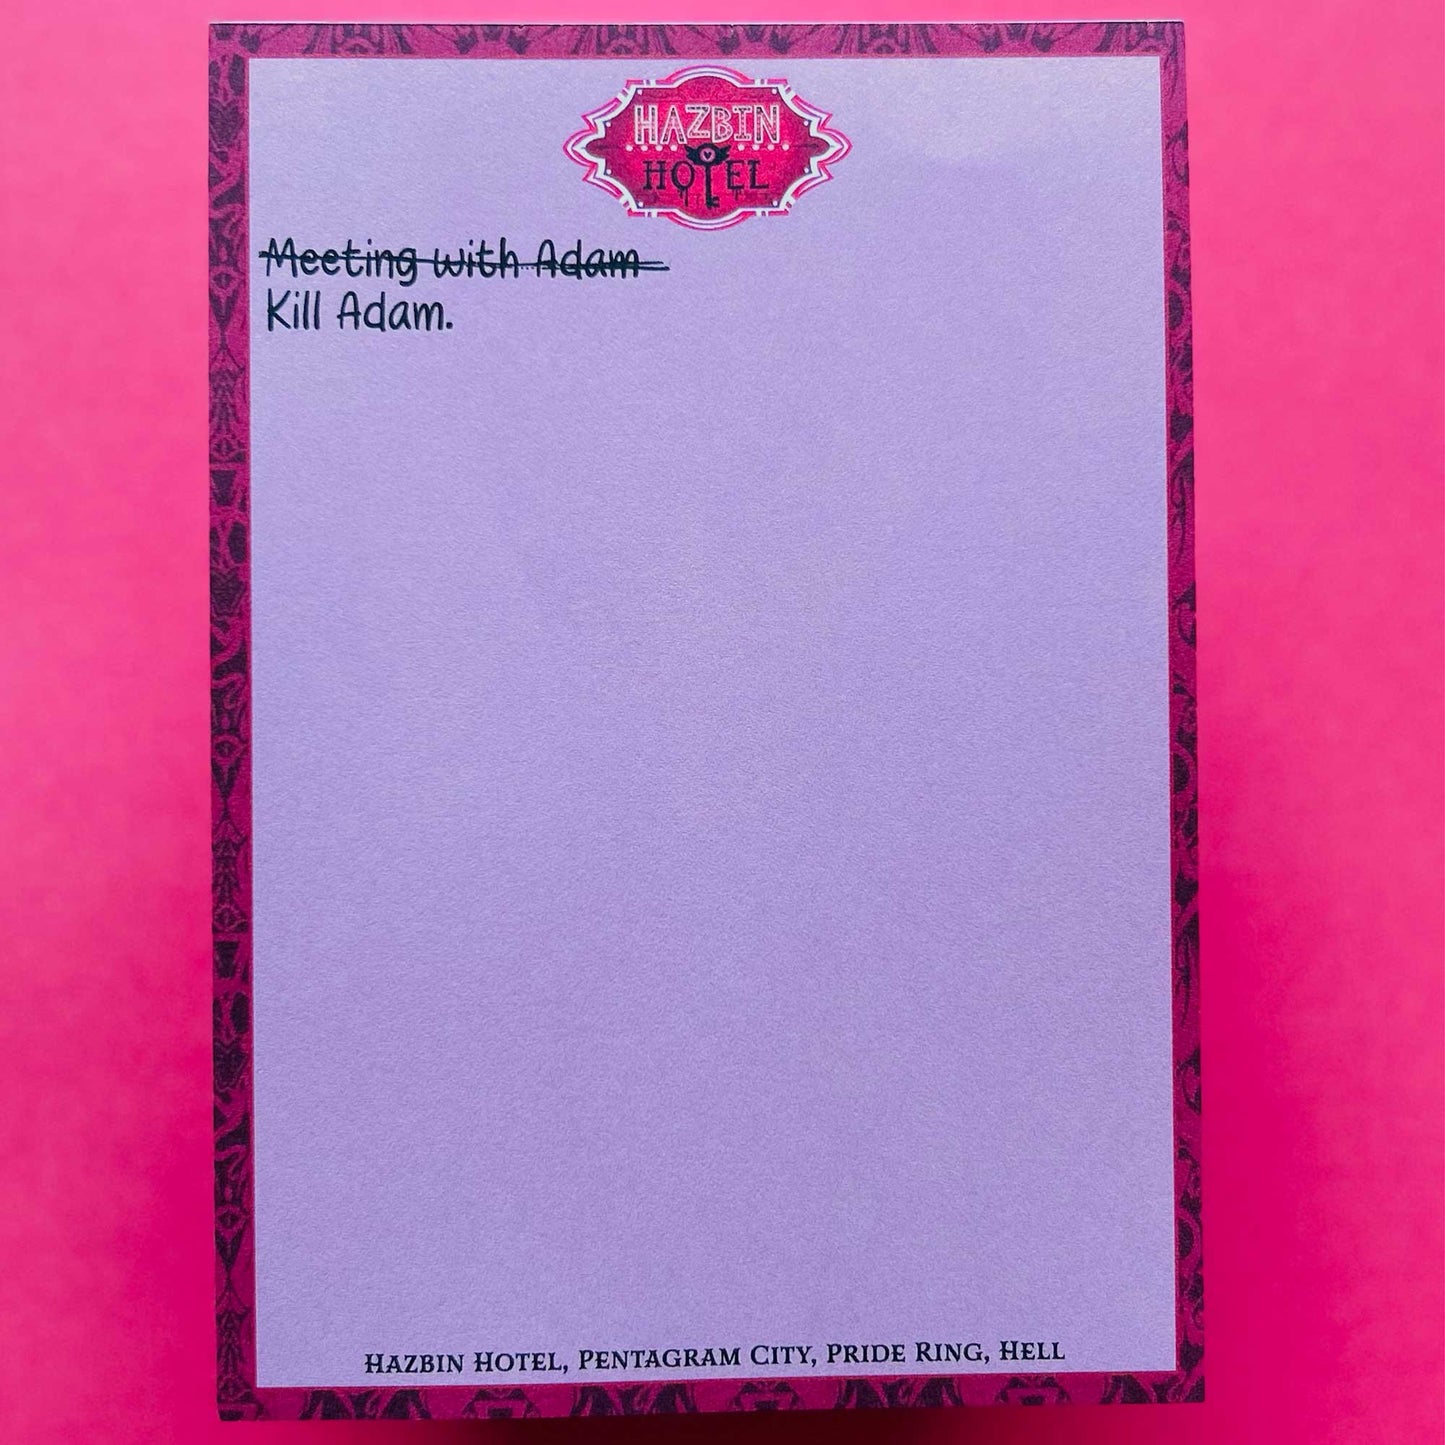 HAZBIN
HOTEL
Meeting with Adam
Kill Adam.
HAZBIN HOTEL, PENTAGRAM CITY, PRIDE RING, HELL